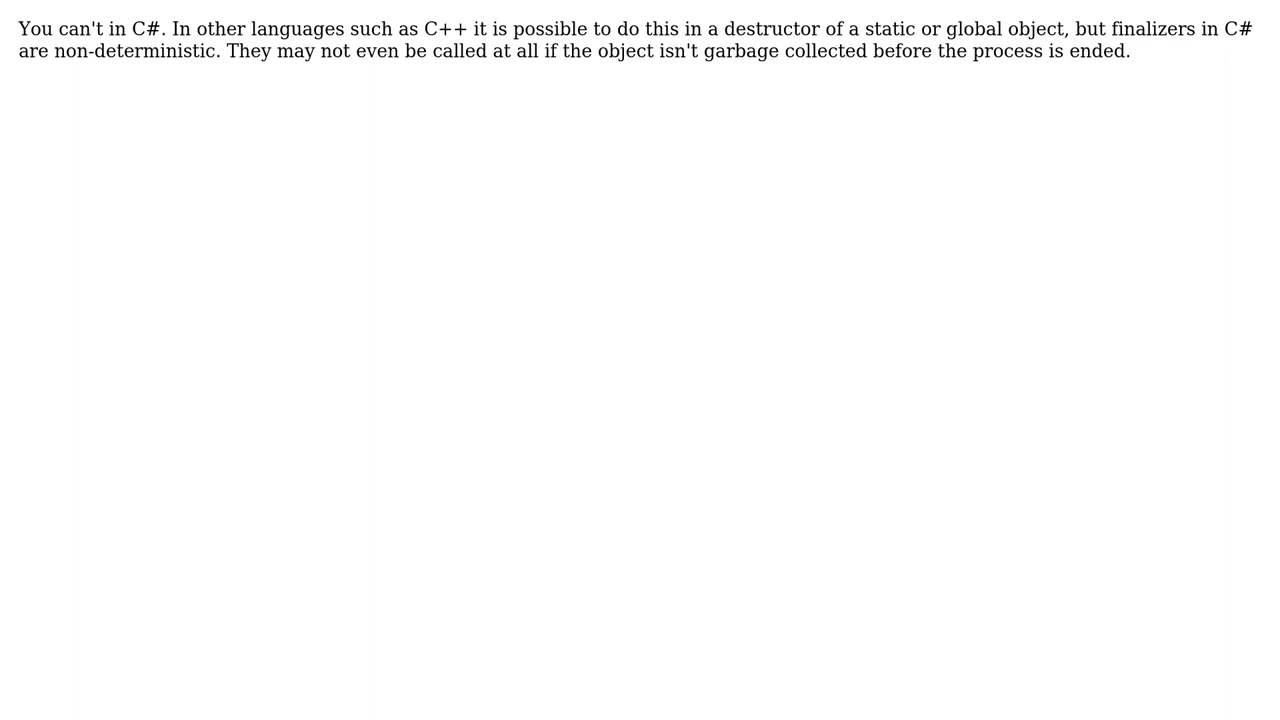 You can't in C#. In other languages such as C++ it is possible to do this in a destructor of a static or global object, but finalizers in C#
are non-deterministic. They may not even be called at all if the object isn't garbage collected before the process is ended.